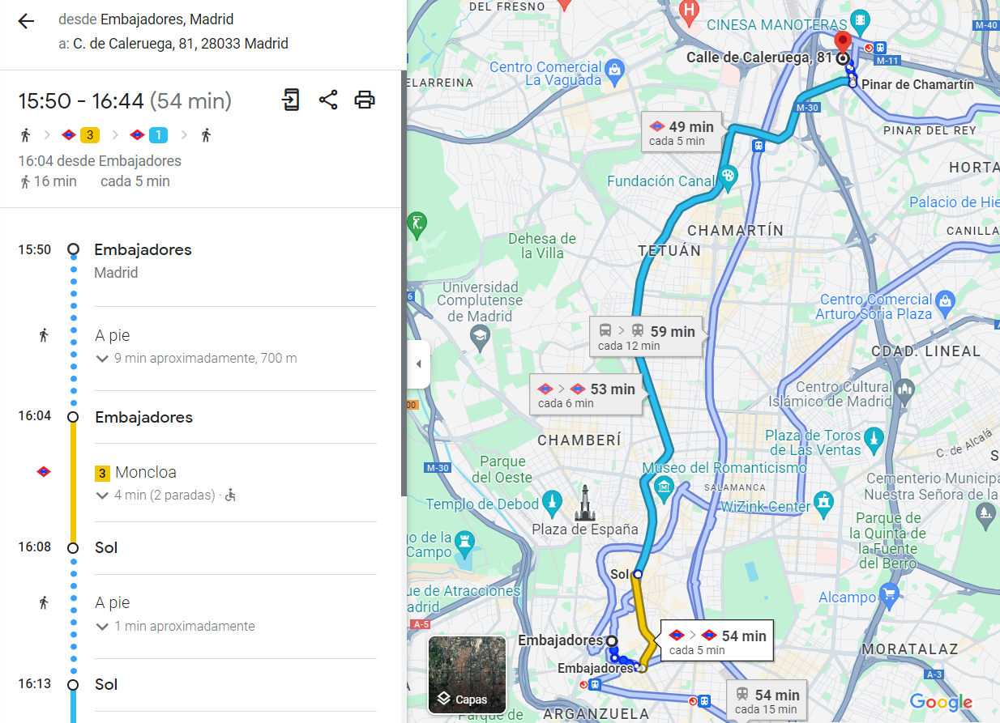 desde Embajadores, Madrid
a: C. de Caleruega, 81, 28033 Madrid
15:50 - 16:44 (54 min)
3
1
16:04 desde Embajadores
16 min cada 5 min
15:50 Embajadores
Madrid
A pie
9 min aproximadamente, 700 m
16:04 Embajadores
3 Moncloa
4 min (2 paradas) ·
16:08 Sol
A pie
1 min aproximadamente
16:13 Sol
DEL FRESNO
H
CINESA MANOTERAS
M-40
Calle de Caleruega, 81
M-11
Centro Comercial
La Vaguada
ELARREINA
Pinar de Chamartín
M-30
PINAR DEL REY
49 min
cada 5 min
HORTA
Fundación Canal
Palacio de Hie
CHAMARTÍN
CANILLA
Dehesa de
la Villa
TETUÁN
Universidad
Complutense
de Madrid
6
Centro Comercial
Arturo Soria Plaza
59 min
cada 12 min
CDAD. LINEAL
53 min
cada 6 min
Centro Cultural
Islámico de Madrid
00
CHAMBERÍ
Plaza de Toros
de Las Ventas
C. de Alcalá
S
M-30
Parque
del Oeste
Museo del Romanticismo
SALAMANCA
Cementerio Municipa
Nuestra Señora de la
Templo de Debod
WiZink Center
Plaza de España
Parque de
la Quinta de
la Fuente
del Berro
go de la
Campo
Sol
ue de Atracciones
adrid
Alcampo
A-5
Embajadores
54 min
cada 5 min
MORATALAZ
Embajadores
A-3
54 min
cada 15 min
Capas
Google
Parque de
ARGANZUELA